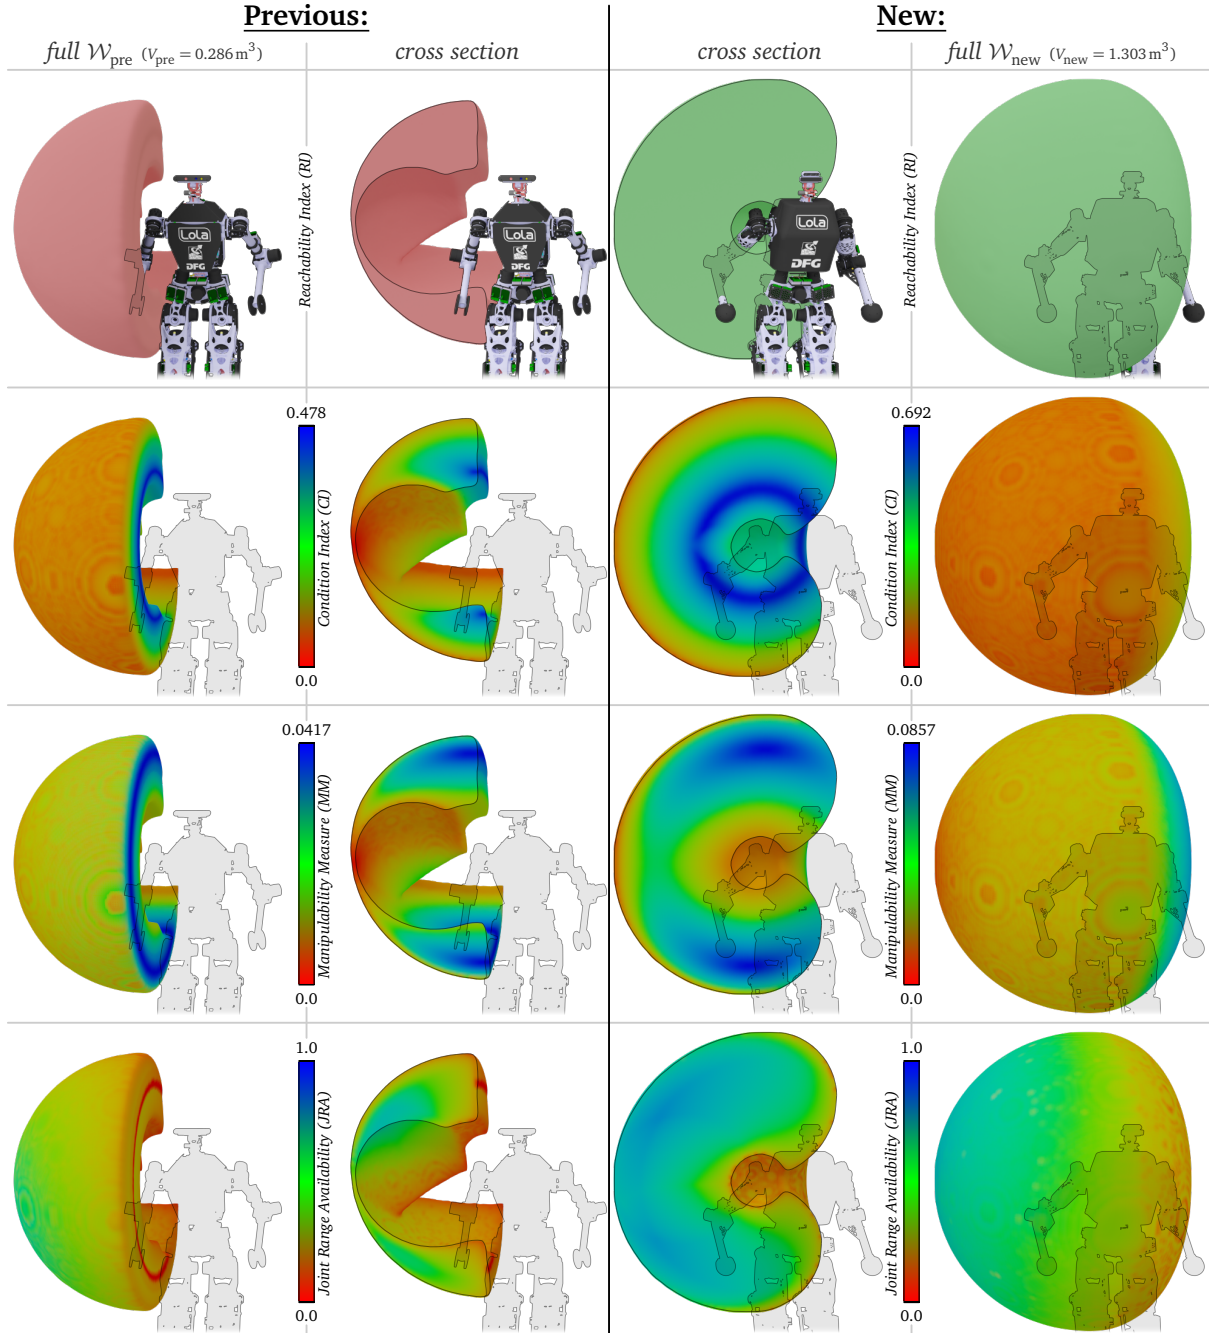 Previous:
New:
full 𝒲pre (Vpre = 0.286 m³)
cross section
cross section
full 𝒲new (Vnew = 1.303 m³)
Reachability Index (RI)
Lola
DFG
Lola
DFG
Lola
DFG
Reachability Index (RI)
0.478
Condition Index (CI)
0.0
0.692
Condition Index (CI)
0.0
0.0417
Manipulability Measure (MM)
0.0
0.0857
Manipulability Measure (MM)
0.0
1.0
Joint Range Availability (JRA)
0.0
1.0
Joint Range Availability (JRA)
0.0